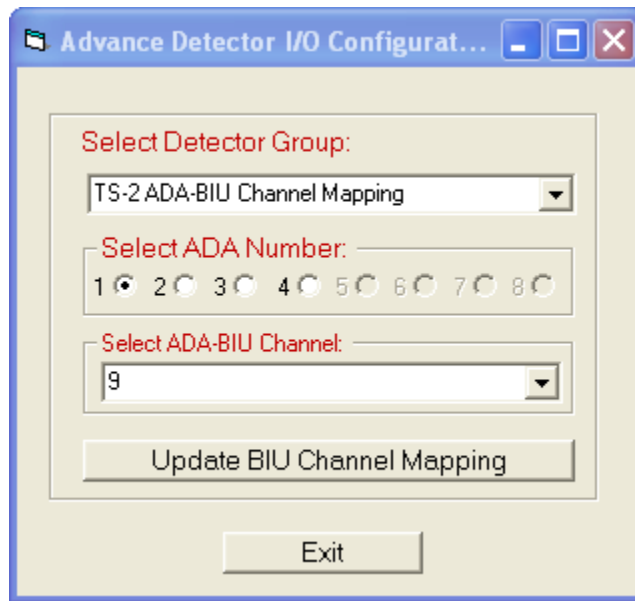 Advance Detector I/O Configurat...
Select Detector Group:
TS-2 ADA-BIU Channel Mapping
Select ADA Number:
1 2 3 4 5 6 7 8
Select ADA-BIU Channel:
9
Update BIU Channel Mapping
Exit